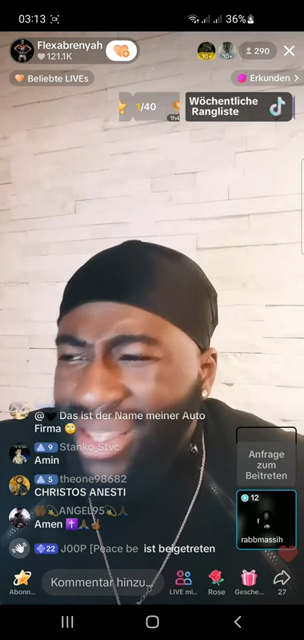 03:13
36%
Flexabrenyah
121.1K
290
Beliebte LIVEs
Erkunden >
1/40
Wöchentliche
Rangliste
@🖤 Das ist der Name meiner Auto
Firma 🙄
9 Stanko_Stvc
Amin
5 theone98682
CHRISTOS ANESTI
ANGEL95
Amen ✝️🙏🙏
22 J00P [Peace be ist beigetreten
Anfrage
zum
Beitreten
12
rabbmassih
Abonn...
Kommentar hinzu...
LIVE mi...
Rose
Gesche...
27